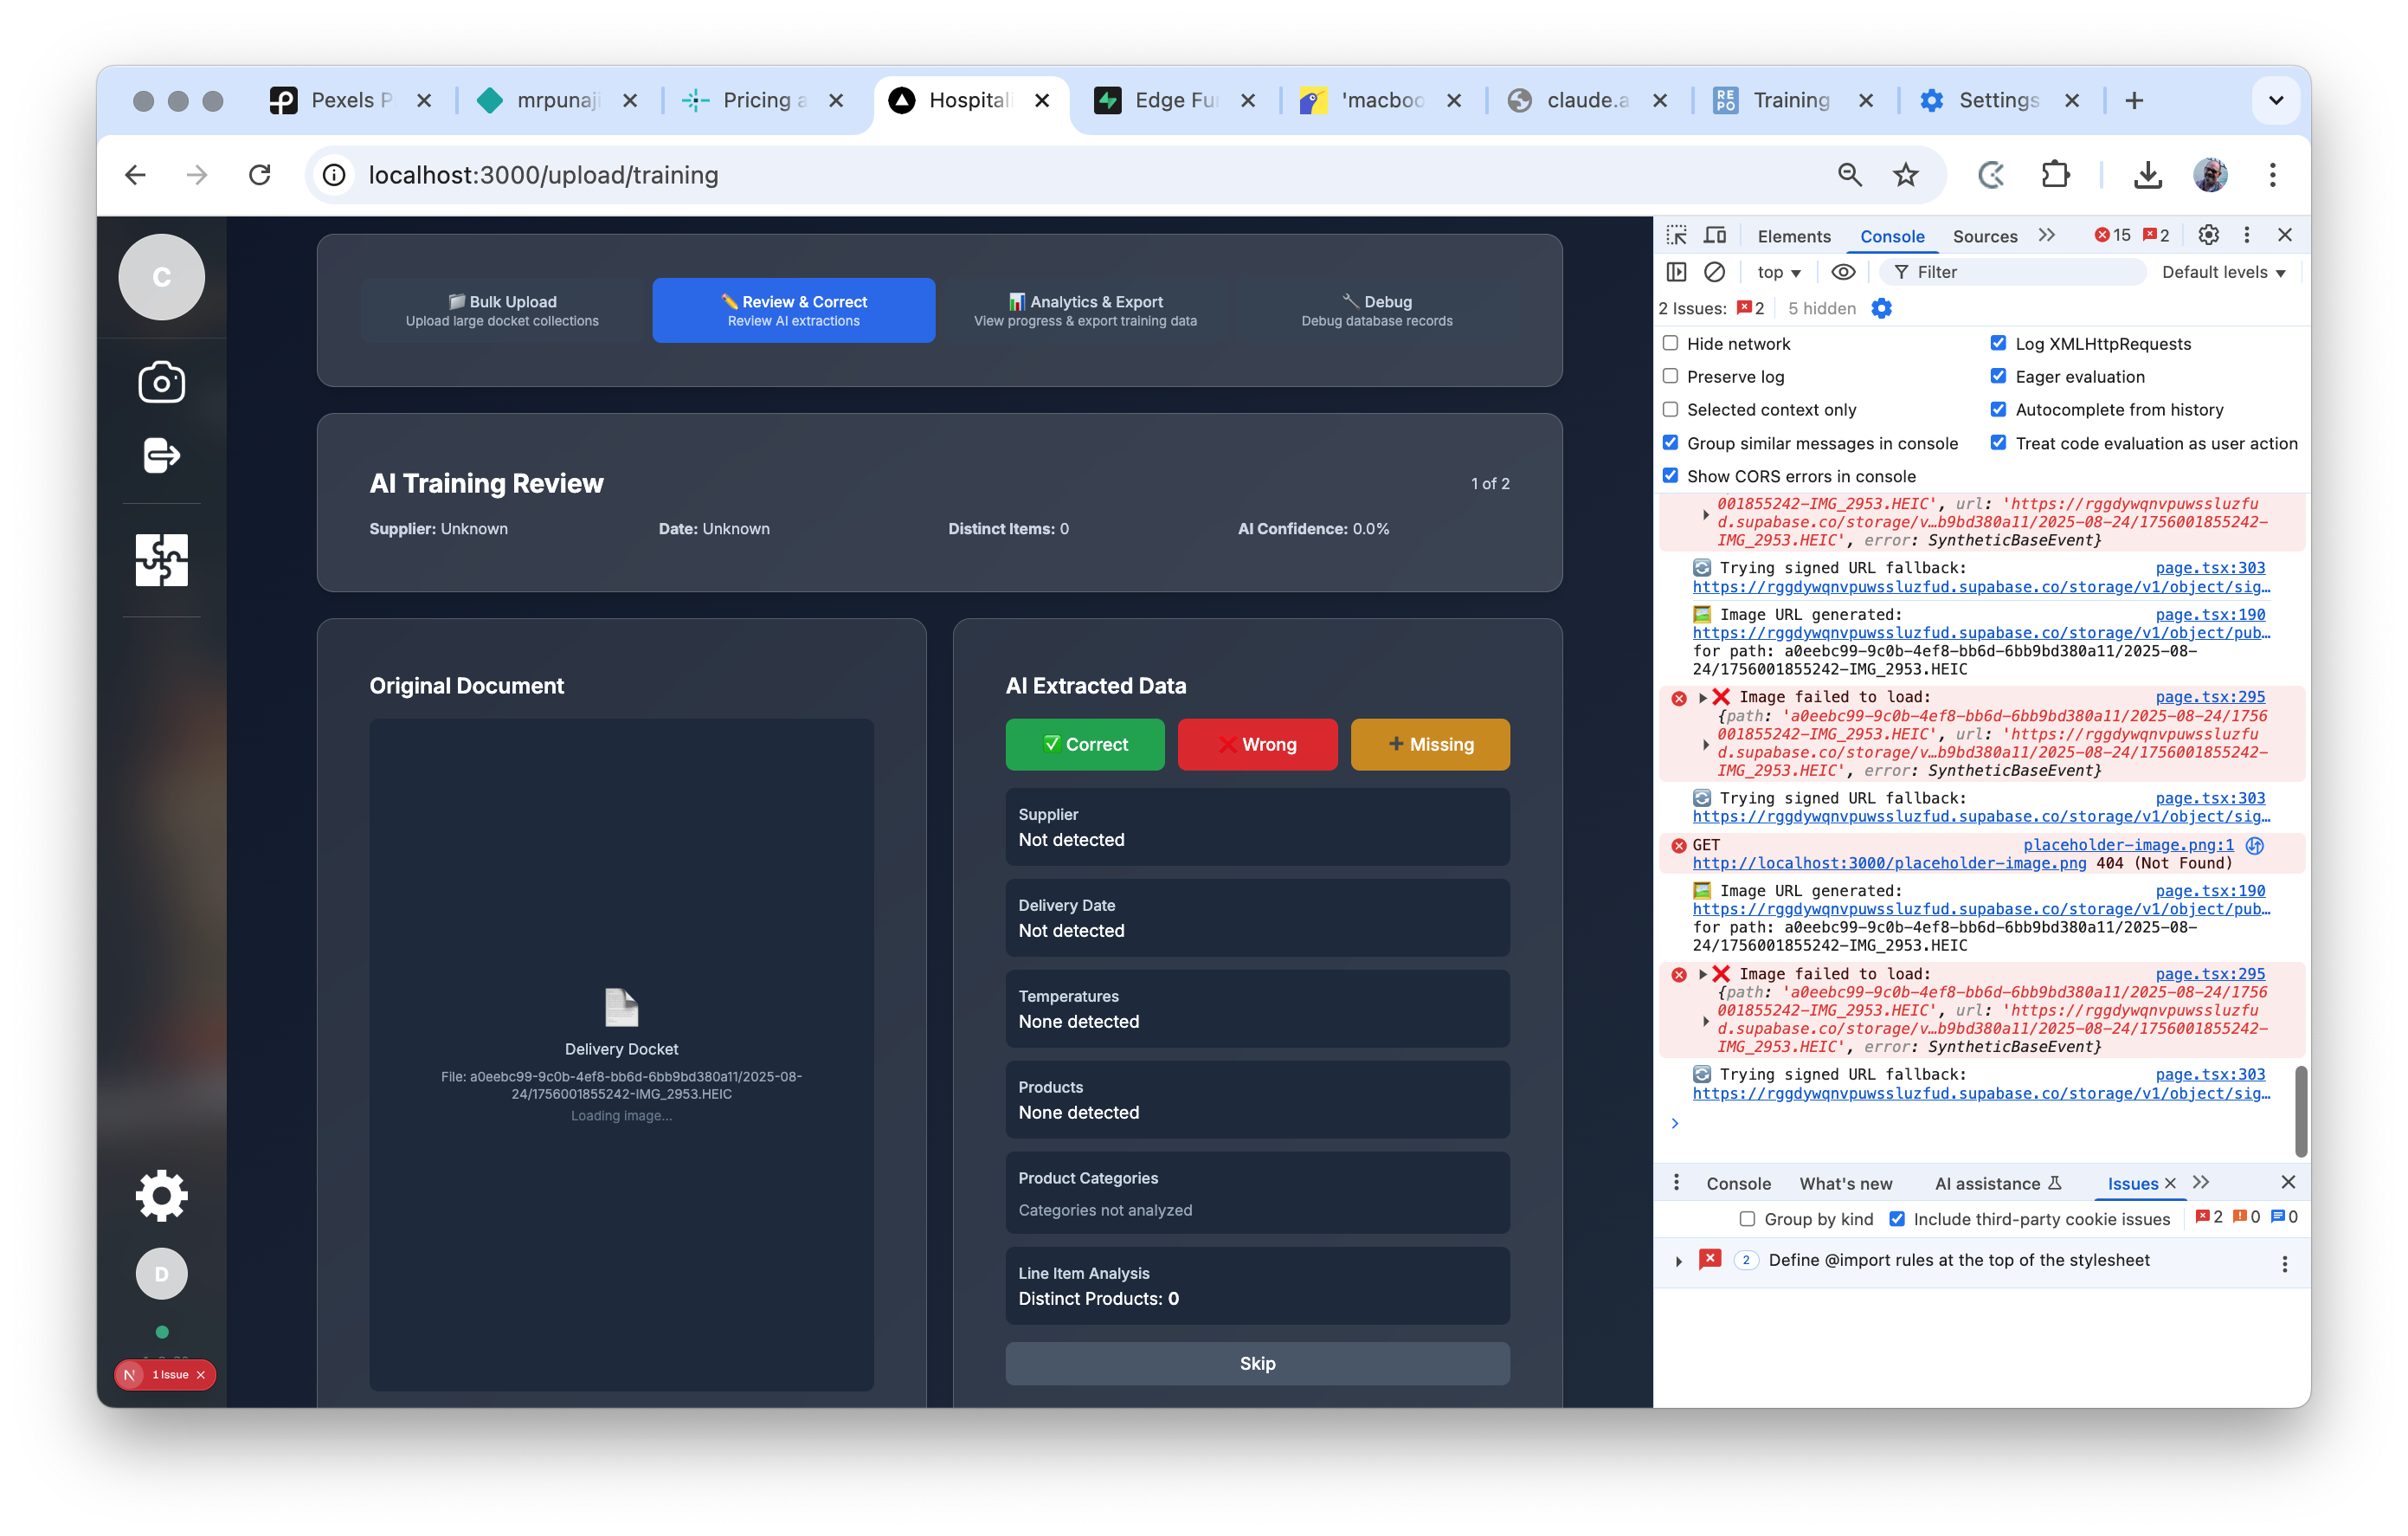 Pexels P
mrpunaji
Pricing a
Hospitali
Edge Fu
'macboo
claude.a
REPO
Training
Settings
localhost:3000/upload/training
C
📁 Bulk Upload
Upload large docket collections
✏️ Review & Correct
Review AI extractions
📊 Analytics & Export
View progress & export training data
🔧 Debug
Debug database records
AI Training Review
1 of 2
Supplier: Unknown
Date: Unknown
Distinct Items: 0
AI Confidence: 0.0%
Original Document
Delivery Docket
File: a0eebc99-9c0b-4ef8-bb6d-6bb9bd380a11/2025-08-
24/1756001855242-IMG_2953.HEIC
Loading image...
AI Extracted Data
✅ Correct
❌ Wrong
➕ Missing
Supplier
Not detected
Delivery Date
Not detected
Temperatures
None detected
Products
None detected
Product Categories
Categories not analyzed
Line Item Analysis
Distinct Products: 0
Skip
D
N 1 Issue
Elements
Console
Sources
15
2
top
Filter
Default levels
2 Issues: 2
5 hidden
Hide network
Log XMLHttpRequests
Preserve log
Eager evaluation
Selected context only
Autocomplete from history
Group similar messages in console
Treat code evaluation as user action
Show CORS errors in console
001855242-IMG_2953.HEIC', url: 'https://rggdywqnvpuwssluzfu
d.supabase.co/storage/v…b9bd380a11/2025-08-24/1756001855242-
IMG_2953.HEIC', error: SyntheticBaseEvent}
🔄 Trying signed URL fallback: page.tsx:303
https://rggdywqnvpuwssluzfud.supabase.co/storage/v1/object/sig…
🖼️ Image URL generated: page.tsx:190
https://rggdywqnvpuwssluzfud.supabase.co/storage/v1/object/pub…
for path: a0eebc99-9c0b-4ef8-bb6d-6bb9bd380a11/2025-08-
24/1756001855242-IMG_2953.HEIC
❌ Image failed to load: page.tsx:295
{path: 'a0eebc99-9c0b-4ef8-bb6d-6bb9bd380a11/2025-08-24/1756
001855242-IMG_2953.HEIC', url: 'https://rggdywqnvpuwssluzfu
d.supabase.co/storage/v…b9bd380a11/2025-08-24/1756001855242-
IMG_2953.HEIC', error: SyntheticBaseEvent}
🔄 Trying signed URL fallback: page.tsx:303
https://rggdywqnvpuwssluzfud.supabase.co/storage/v1/object/sig…
GET placeholder-image.png:1
http://localhost:3000/placeholder-image.png 404 (Not Found)
🖼️ Image URL generated: page.tsx:190
https://rggdywqnvpuwssluzfud.supabase.co/storage/v1/object/pub…
for path: a0eebc99-9c0b-4ef8-bb6d-6bb9bd380a11/2025-08-
24/1756001855242-IMG_2953.HEIC
❌ Image failed to load: page.tsx:295
{path: 'a0eebc99-9c0b-4ef8-bb6d-6bb9bd380a11/2025-08-24/1756
001855242-IMG_2953.HEIC', url: 'https://rggdywqnvpuwssluzfu
d.supabase.co/storage/v…b9bd380a11/2025-08-24/1756001855242-
IMG_2953.HEIC', error: SyntheticBaseEvent}
🔄 Trying signed URL fallback: page.tsx:303
https://rggdywqnvpuwssluzfud.supabase.co/storage/v1/object/sig…
Console
What's new
AI assistance
Issues
Group by kind
Include third-party cookie issues
2
0
0
2 Define @import rules at the top of the stylesheet